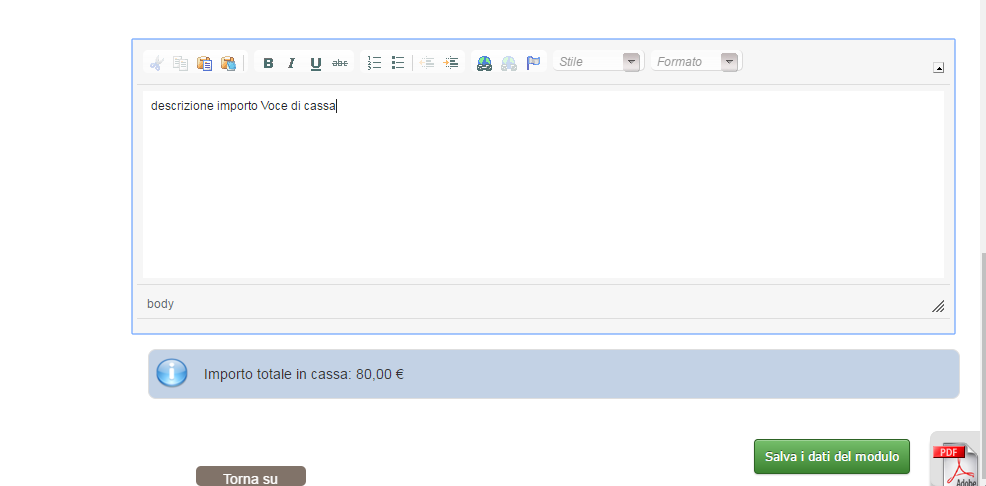 B I U abc
Stile
Formato
descrizione importo Voce di cassa
body
Importo totale in cassa: 80,00 €
Salva i dati del modulo
PDF
Adobe
Torna su